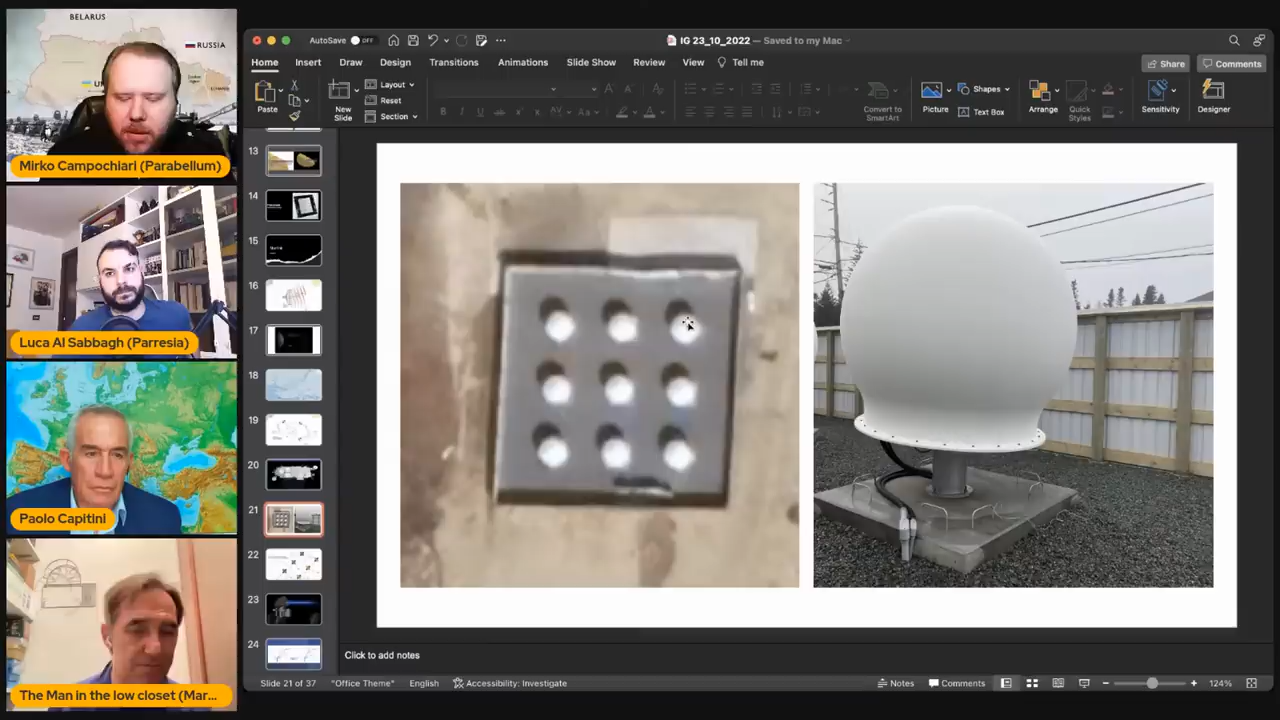 BELARUS
RUSSIA
Mirko Campochiari (Parabellum)
Luca Al Sabbagh (Parresia)
Paolo Capitini
The Man in the low closet (Mar...
AutoSave OFF
IG 23_10_2022 — Saved to my Mac
Home Insert Draw Design Transitions Animations Slide Show Review View Tell me
Share Comments
Paste
New
Slide
Layout
Reset
Section
Convert to
SmartArt
Picture
Shapes
Text Box
Arrange
Quick
Styles
Sensitivity
Designer
13
14
15
16
17
18
19
20
21
22
23
24
Click to add notes
Slide 21 of 37 "Office Theme" English Accessibility: Investigate
Notes Comments 124%